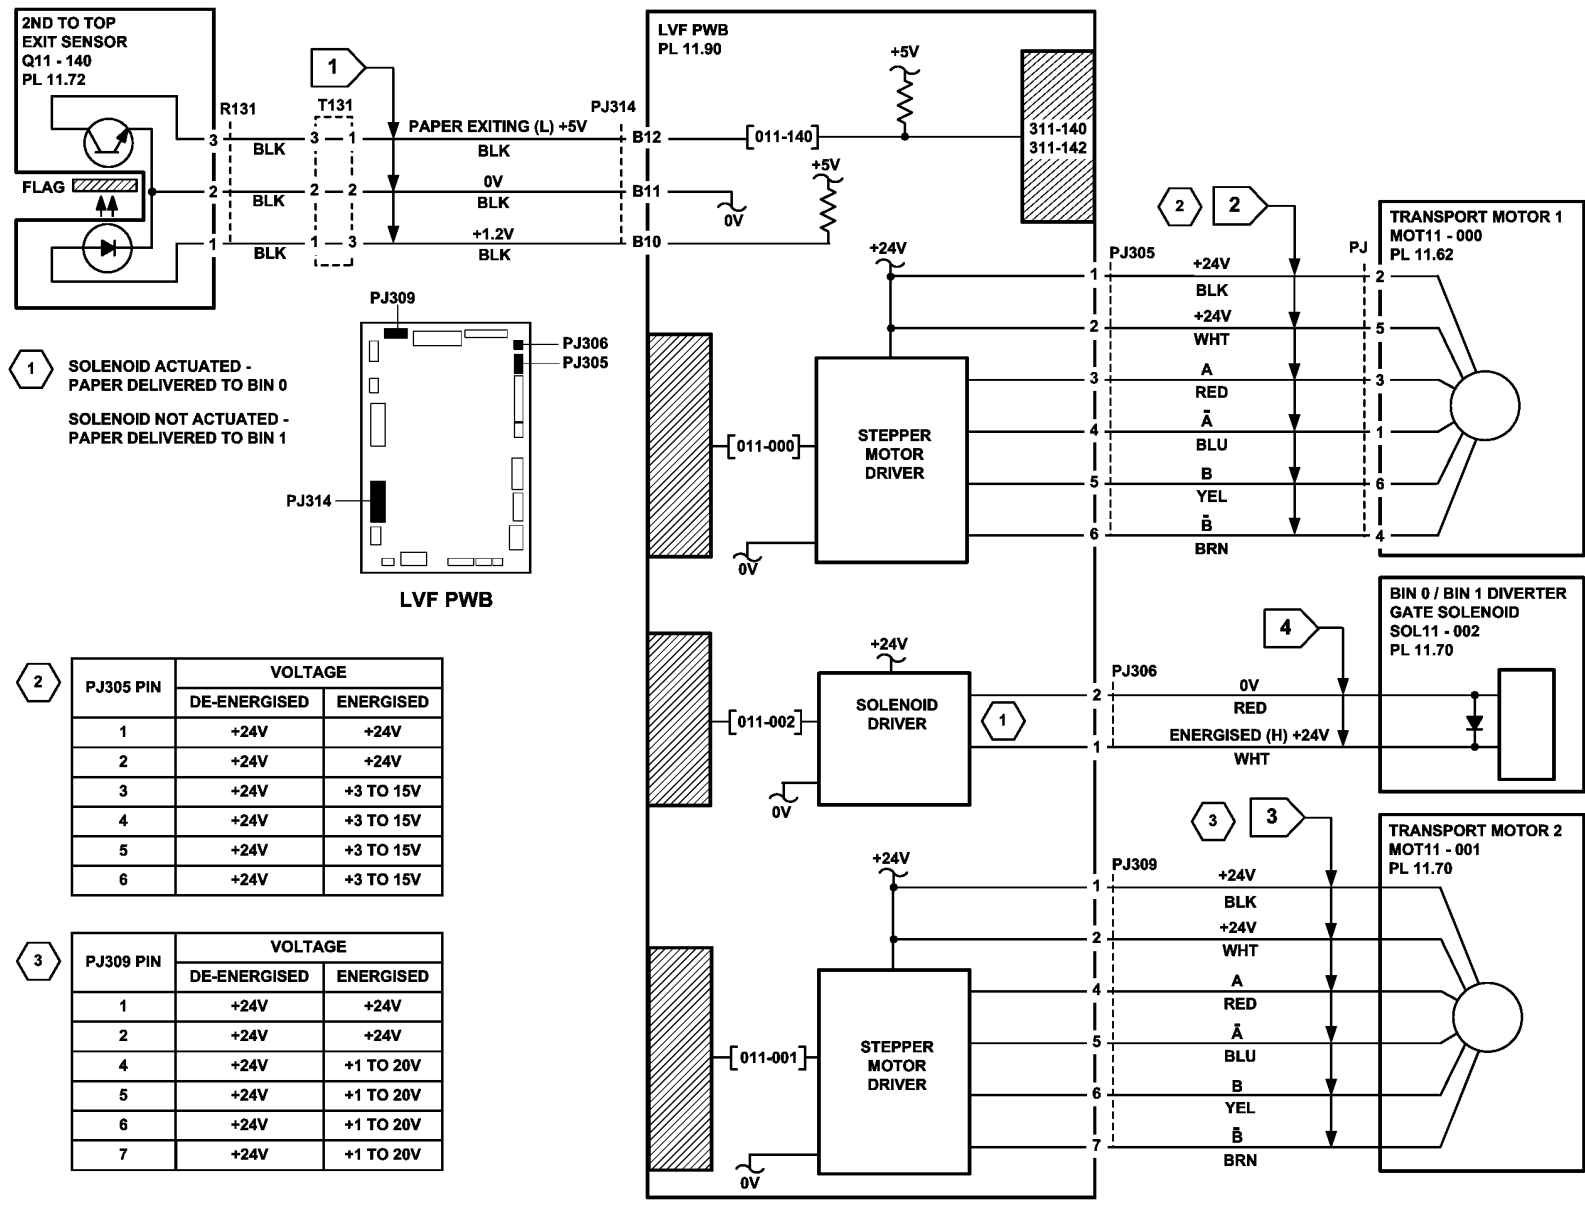 2ND TO TOP
EXIT SENSOR
Q11 - 140
PL 11.72
R131
T131
1
PJ314
3
3
1
PAPER EXITING (L) +5V
B12
BLK
BLK
FLAG
2
2
2
0V
B11
BLK
BLK
1
1
3
+1.2V
B10
BLK
BLK
LVF PWB
PL 11.90
+5V
[011-140]
311-140
311-142
+5V
0V
PJ309
PJ306
PJ305
PJ314
LVF PWB
1
SOLENOID ACTUATED -
PAPER DELIVERED TO BIN 0
SOLENOID NOT ACTUATED -
PAPER DELIVERED TO BIN 1
+24V
[011-000]
STEPPER
MOTOR
DRIVER
0V
2
2
PJ305
PJ
1
+24V
2
BLK
2
+24V
5
WHT
3
A
3
RED
4
Ā
1
BLU
5
B
6
YEL
6
B̄
4
BRN
TRANSPORT MOTOR 1
MOT11 - 000
PL 11.62
+24V
[011-002]
SOLENOID
DRIVER
0V
1
4
PJ306
2
0V
RED
1
ENERGISED (H) +24V
WHT
BIN 0 / BIN 1 DIVERTER
GATE SOLENOID
SOL11 - 002
PL 11.70
2
PJ305 PIN
VOLTAGE
DE-ENERGISED ENERGISED
1 +24V +24V
2 +24V +24V
3 +24V +3 TO 15V
4 +24V +3 TO 15V
5 +24V +3 TO 15V
6 +24V +3 TO 15V
3
PJ309 PIN
VOLTAGE
DE-ENERGISED ENERGISED
1 +24V +24V
2 +24V +24V
4 +24V +1 TO 20V
5 +24V +1 TO 20V
6 +24V +1 TO 20V
7 +24V +1 TO 20V
+24V
[011-001]
STEPPER
MOTOR
DRIVER
0V
3
3
PJ309
1
+24V
BLK
2
+24V
WHT
4
A
RED
5
Ā
BLU
6
B
YEL
7
B̄
BRN
TRANSPORT MOTOR 2
MOT11 - 001
PL 11.70